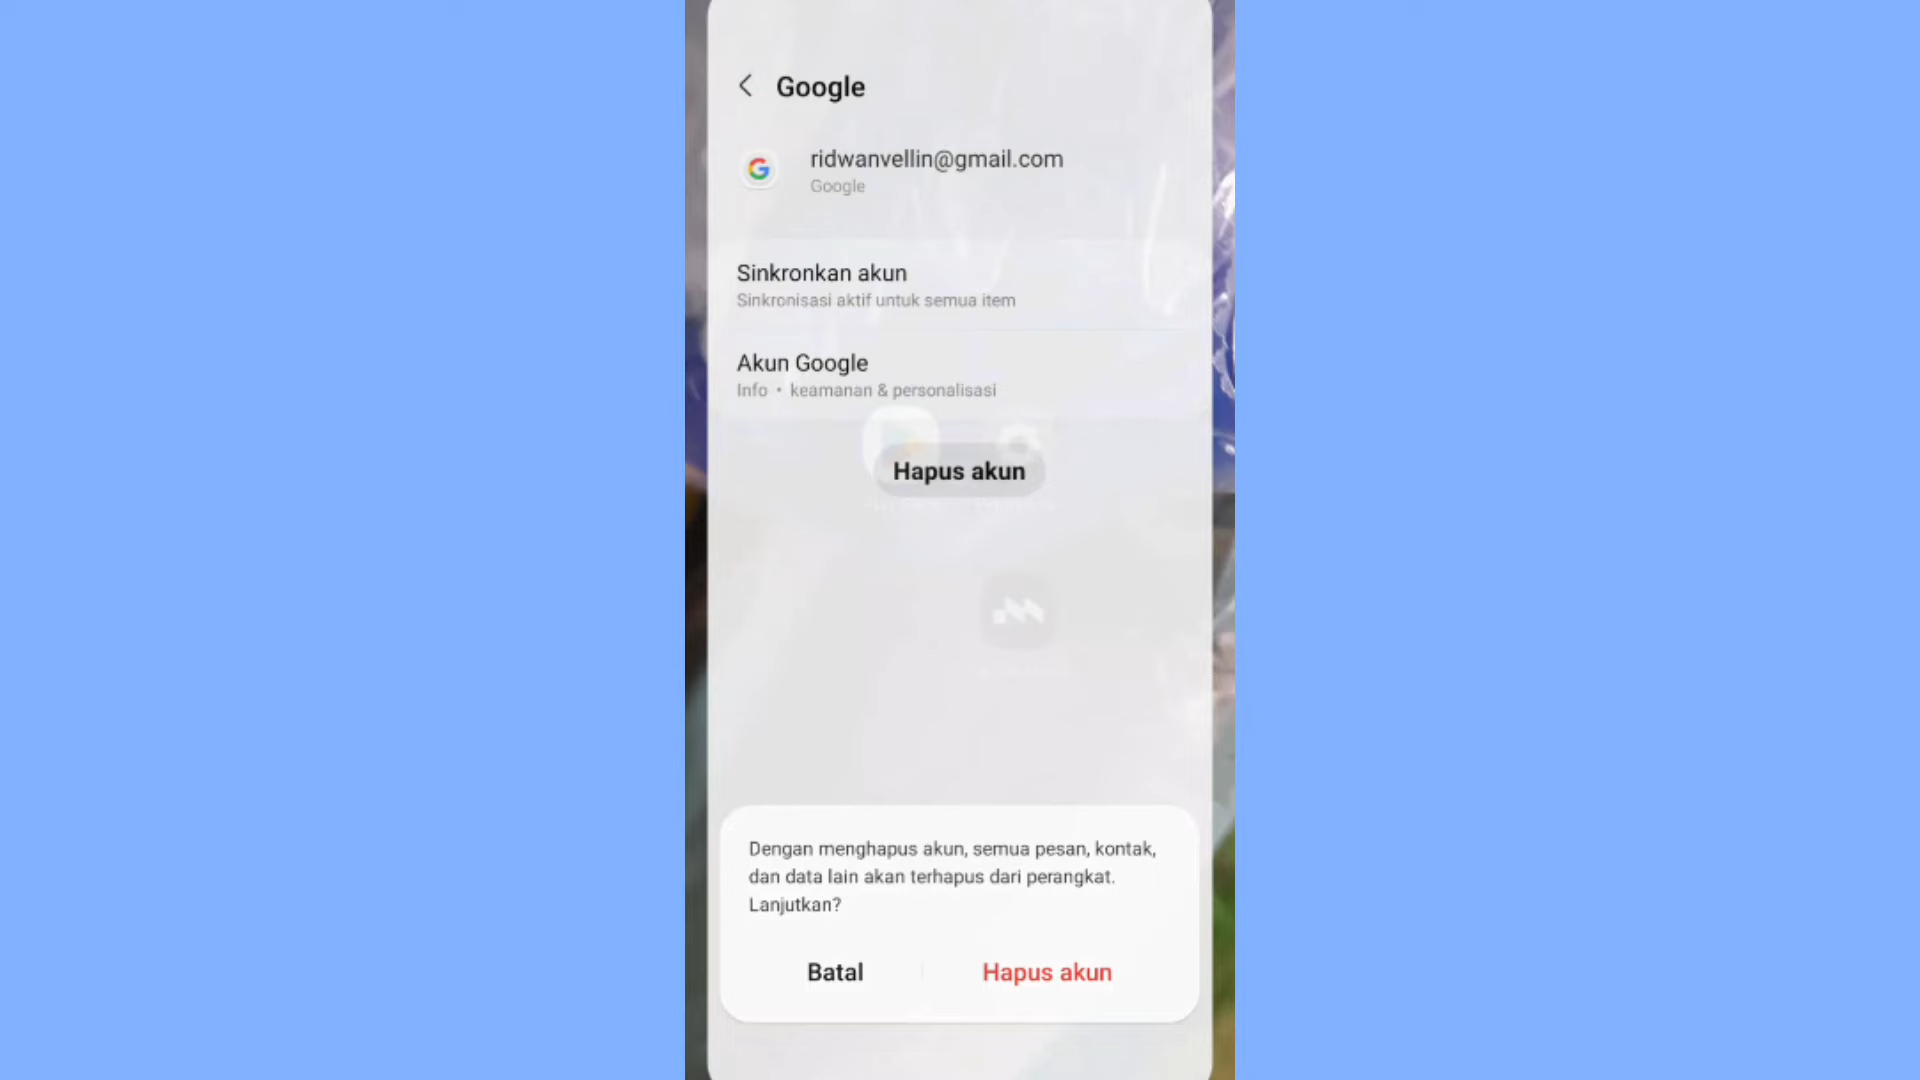 Google
ridwanvellin@gmail.com
Google
Sinkronkan akun
Sinkronisasi aktif untuk semua item
Akun Google
Info • keamanan & personalisasi
Hapus akun
Dengan menghapus akun, semua pesan, kontak,
dan data lain akan terhapus dari perangkat.
Lanjutkan?
Batal
Hapus akun